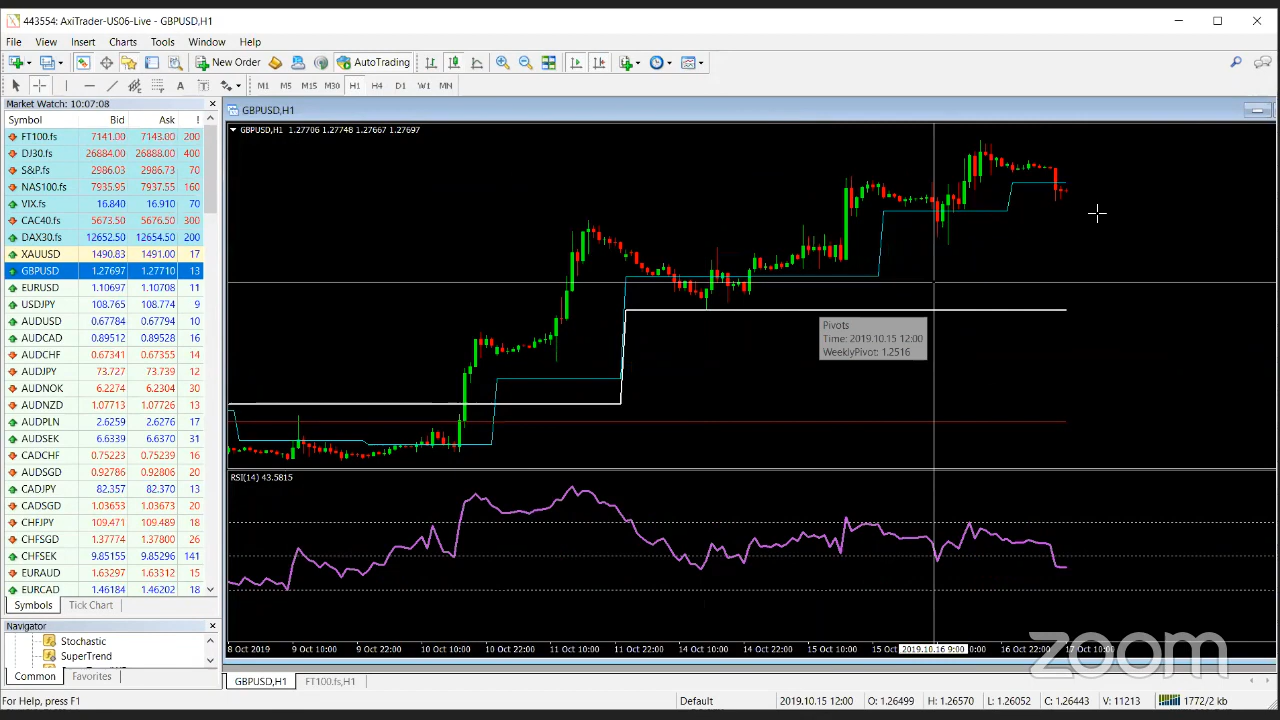 443554: AxiTrader-US06-Live - GBPUSD,H1
File View Insert Charts Tools Window Help
New Order AutoTrading
A T M1 M5 M15 M30 H1 H4 D1 W1 MN
Market Watch: 10:07:08
Symbol Bid Ask !
FT100.fs 7141.00 7143.00 200
DJ30.fs 26884.00 26888.00 400
S&P.fs 2986.03 2986.73 70
NAS100.fs 7935.95 7937.55 160
VIX.fs 16.840 16.910 70
CAC40.fs 5673.50 5676.50 300
DAX30.fs 12652.50 12654.50 200
XAUUSD 1490.83 1491.00 17
GBPUSD 1.27697 1.27710 13
EURUSD 1.10697 1.10708 11
USDJPY 108.765 108.774 9
AUDUSD 0.67784 0.67794 10
AUDCAD 0.89528 0.89528 16
AUDCHF 0.67341 0.67355 14
AUDJPY 73.727 73.739 12
AUDNOK 6.2274 6.2304 30
AUDNZD 1.07713 1.07726 13
AUDPLN 2.6259 2.6276 17
AUDSEK 6.6339 6.6370 31
CADCHF 0.75223 0.75239 16
AUDSGD 0.92786 0.92806 20
CADJPY 82.357 82.370 13
CADSGD 1.03653 1.03673 20
CHFJPY 109.471 109.489 18
CHFSGD 1.37774 1.37800 26
CHFSEK 9.85155 9.85296 141
EURAUD 1.63297 1.63312 15
EURCAD 1.46184 1.46202 18
Symbols Tick Chart
Navigator
Stochastic
SuperTrend
Common Favorites
GBPUSD,H1
GBPUSD,H1 1.27706 1.27748 1.27667 1.27697
Pivots
Time: 2019.10.15 12:00
WeeklyPivot: 1.2516
RSI(14) 43.5815
8 Oct 2019 9 Oct 10:00 9 Oct 22:00 10 Oct 10:00 10 Oct 22:00 11 Oct 10:00 11 Oct 22:00 14 Oct 10:00 14 Oct 22:00 15 Oct 10:00 15 Oct 2019.10.16 9:00 0:00 16 Oct 22:00 17 Oct 10:00
zoom
GBPUSD,H1 FT100.fs,H1
For Help, press F1 Default 2019.10.15 12:00 O: 1.26499 H: 1.26570 L: 1.26052 C: 1.26443 V: 11213 1772/2 kb